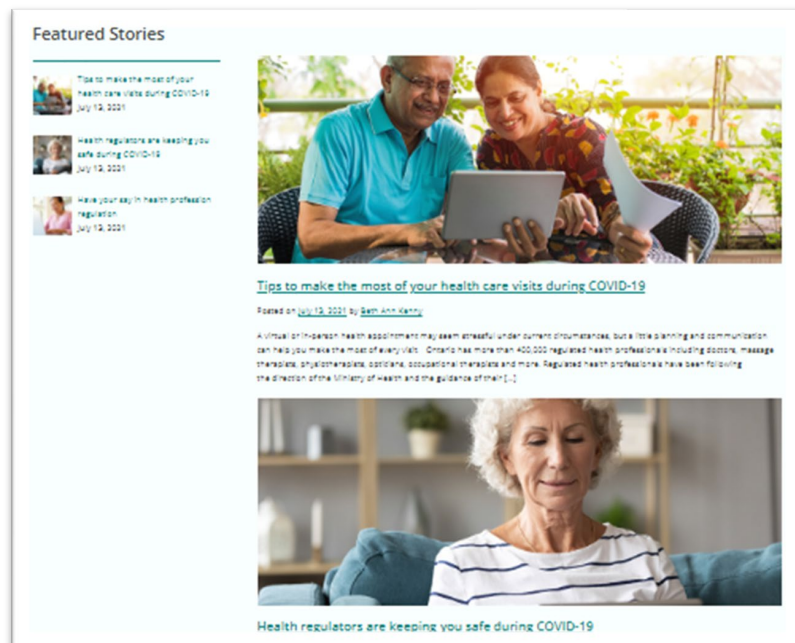 Featured Stories
Tips to make the most of your
health care visits during COVID-19
July 13, 2021
Health regulators are keeping you
safe during COVID-19
July 13, 2021
Have your say in health profession
regulation
July 13, 2021
Tips to make the most of your health care visits during COVID-19
Posted on July 13, 2021 by Beth Ann Kenny
A virtual or in-person health appointment may seem stressful under current circumstances, but a little planning and communication
can help you make the most of every visit. Ontario has more than 400,000 regulated health professionals including doctors, massage
therapists, physiotherapists, opticians, occupational therapists and more. Regulated health professionals have been following
the direction of the Ministry of Health and the guidance of their [...]
Health regulators are keeping you safe during COVID-19